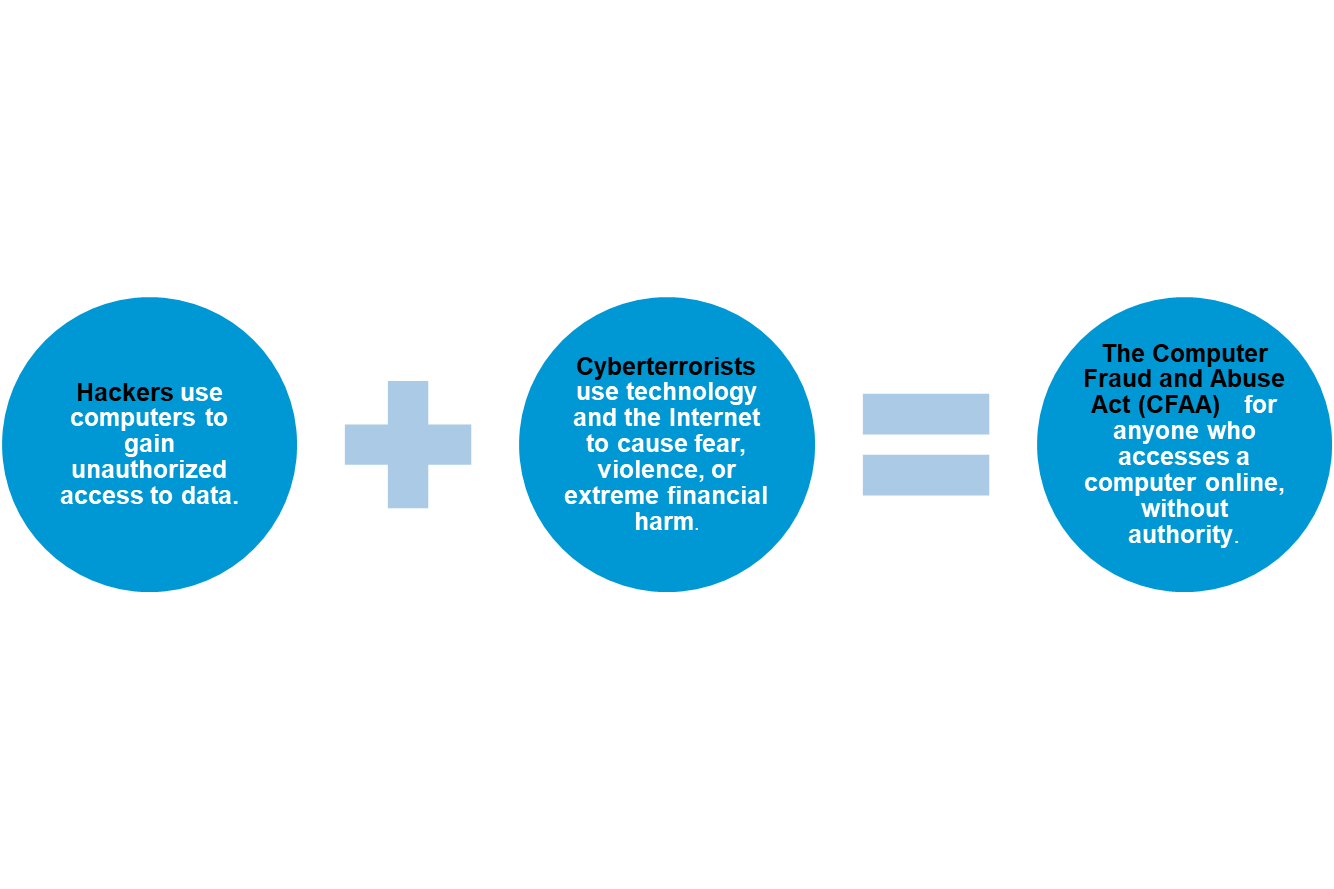 Hackers use
computers to
gain
unauthorized
access to data.
Cyberterrorists
use technology
and the Internet
to cause fear,
violence, or
extreme financial
harm.
The Computer
Fraud and Abuse
Act (CFAA) for
anyone who
accesses a
computer online,
without
authority.